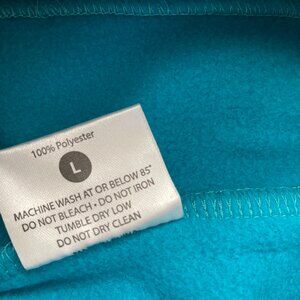 100% Polyester
L
MACHINE WASH AT OR BELOW 85°
DO NOT BLEACH • DO NOT IRON
TUMBLE DRY LOW
DO NOT DRY CLEAN